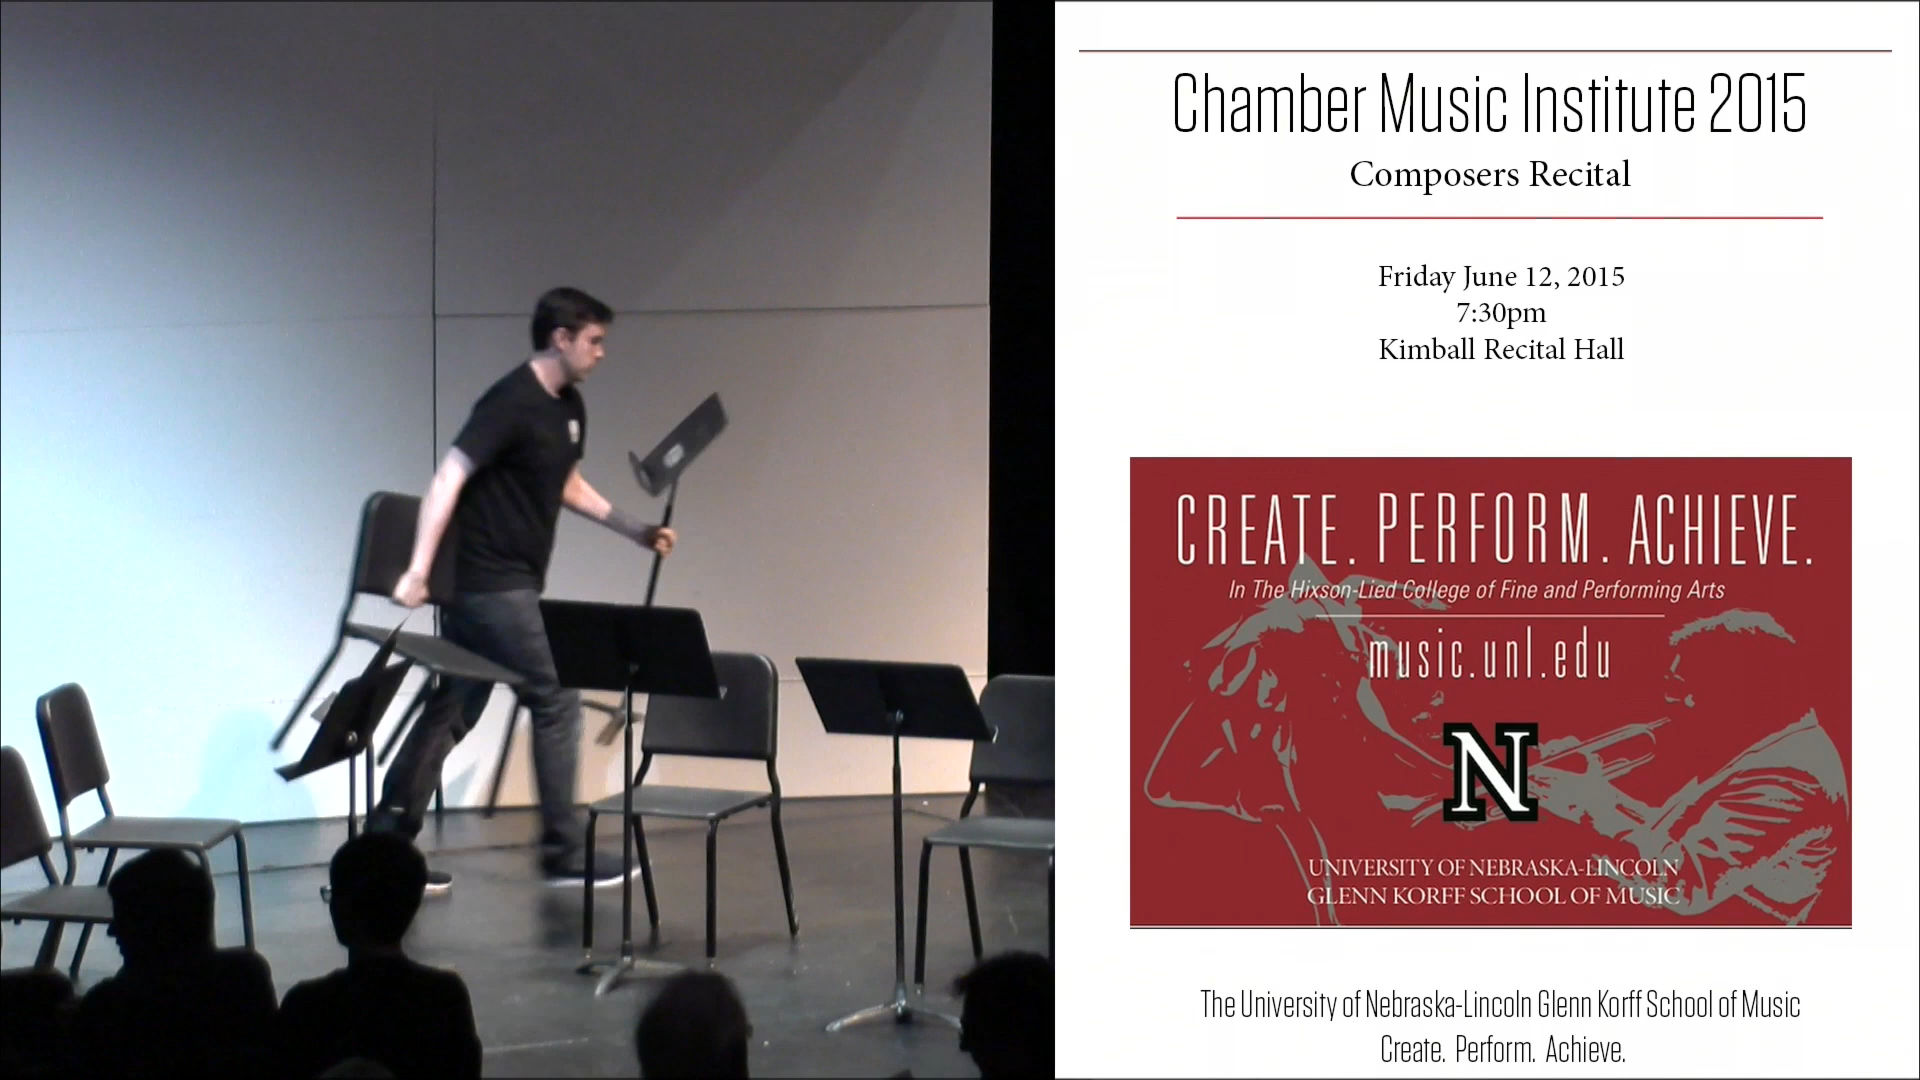 Chamber Music Institute 2015
Composers Recital
Friday June 12, 2015
7:30pm
Kimball Recital Hall
CREATE. PERFORM. ACHIEVE.
In The Hixson-Lied College of Fine and Performing Arts
music.unl.edu
N
UNIVERSITY OF NEBRASKA-LINCOLN
GLENN KORFF SCHOOL OF MUSIC
The University of Nebraska-Lincoln Glenn Korff School of Music
Create. Perform. Achieve.